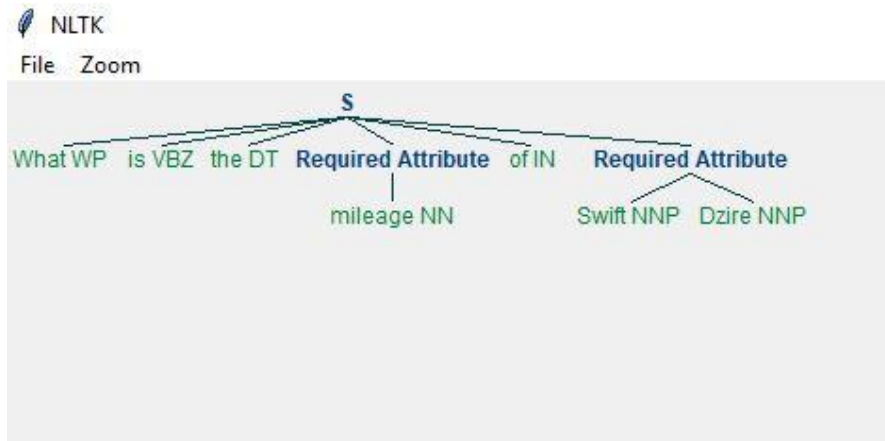 NLTK
File Zoom
S
What WP is VBZ the DT Required Attribute of IN Required Attribute
mileage NN Swift NNP Dzire NNP